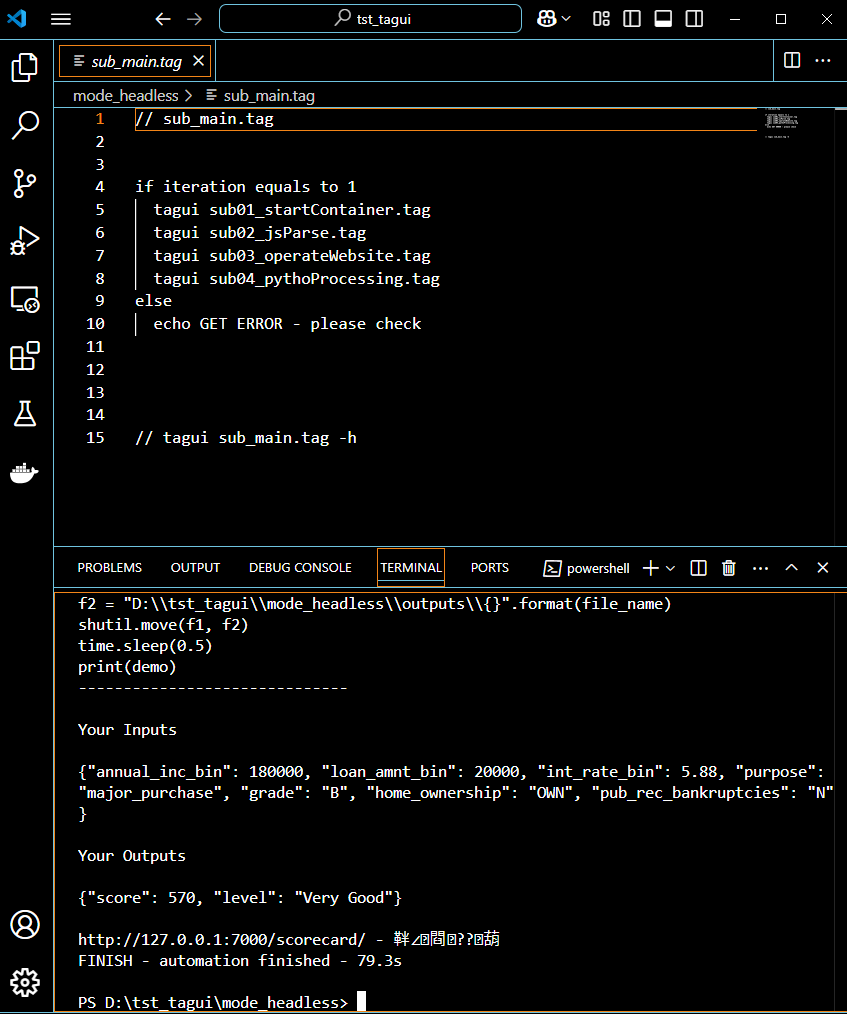 tst_tagui
sub_main.tag
mode_headless > sub_main.tag
1 // sub_main.tag
2
3
4 if iteration equals to 1
5 tagui sub01_startContainer.tag
6 tagui sub02_jsParse.tag
7 tagui sub03_operateWebsite.tag
8 tagui sub04_pythoProcessing.tag
9 else
10 echo GET ERROR - please check
11
12
13
14
15 // tagui sub_main.tag -h
PROBLEMS OUTPUT DEBUG CONSOLE TERMINAL PORTS powershell
f2 = "D:\\tst_tagui\\mode_headless\\outputs\\{}".format(file_name)
shutil.move(f1, f2)
time.sleep(0.5)
print(demo)
------------------------------
Your Inputs
{"annual_inc_bin": 180000, "loan_amnt_bin": 20000, "int_rate_bin": 5.88, "purpose":
"major_purchase", "grade": "B", "home_ownership": "OWN", "pub_rec_bankruptcies": "N"
}
Your Outputs
{"score": 570, "level": "Very Good"}
http://127.0.0.1:7000/scorecard/ -
FINISH - automation finished - 79.3s
PS D:\tst_tagui\mode_headless>